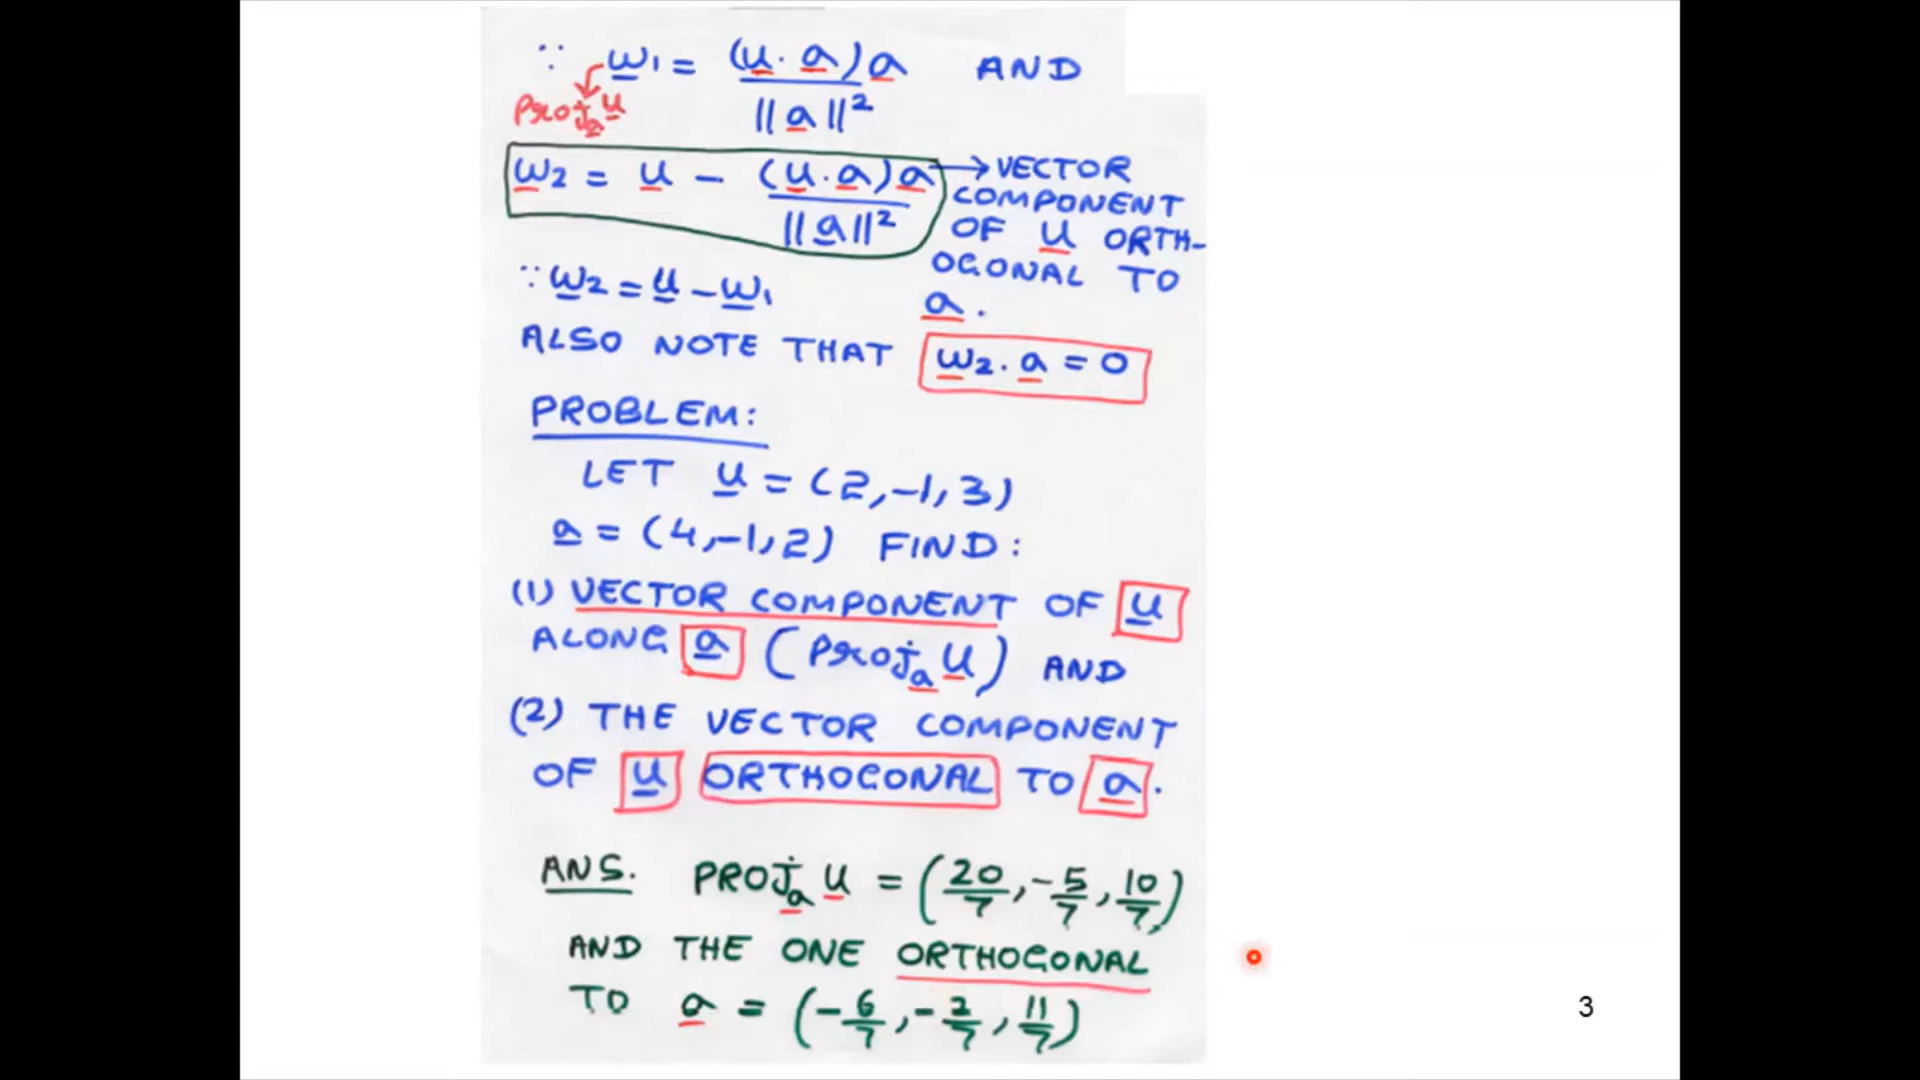 ∵ w₁ = (u·a)a / ||a||² AND
Proj_a u
w₂ = u - (u·a)a / ||a||² → VECTOR
COMPONENT
OF u ORTH-
OGONAL TO
a.
∵ w₂ = u - w₁
ALSO NOTE THAT w₂·a = 0
PROBLEM:
LET u = (2,-1,3)
a = (4,-1,2) FIND:
(1) VECTOR COMPONENT OF u
ALONG a (Proj_a u) AND
(2) THE VECTOR COMPONENT
OF u ORTHOGONAL TO a.
ANS. PROJ_a u = (20/7, -5/7, 10/7)
AND THE ONE ORTHOGONAL
TO a = (-6/7, -2/7, 11/7)
3